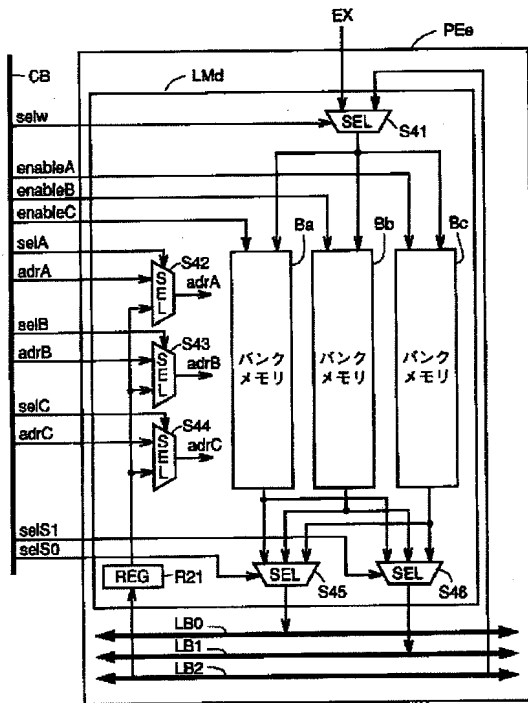 EX
PEe
CB
LMd
selw
SEL
S41
enableA
enableB
enableC
Ba
Bb
Bc
selA
S42
adrA
SEL
adrA
selB
S43
adrB
SEL
adrB
selC
S44
adrC
SEL
adrC
バンク
メモリ
バンク
メモリ
バンク
メモリ
selS1
selS0
REG
R21
SEL
S45
SEL
S46
LB0
LB1
LB2